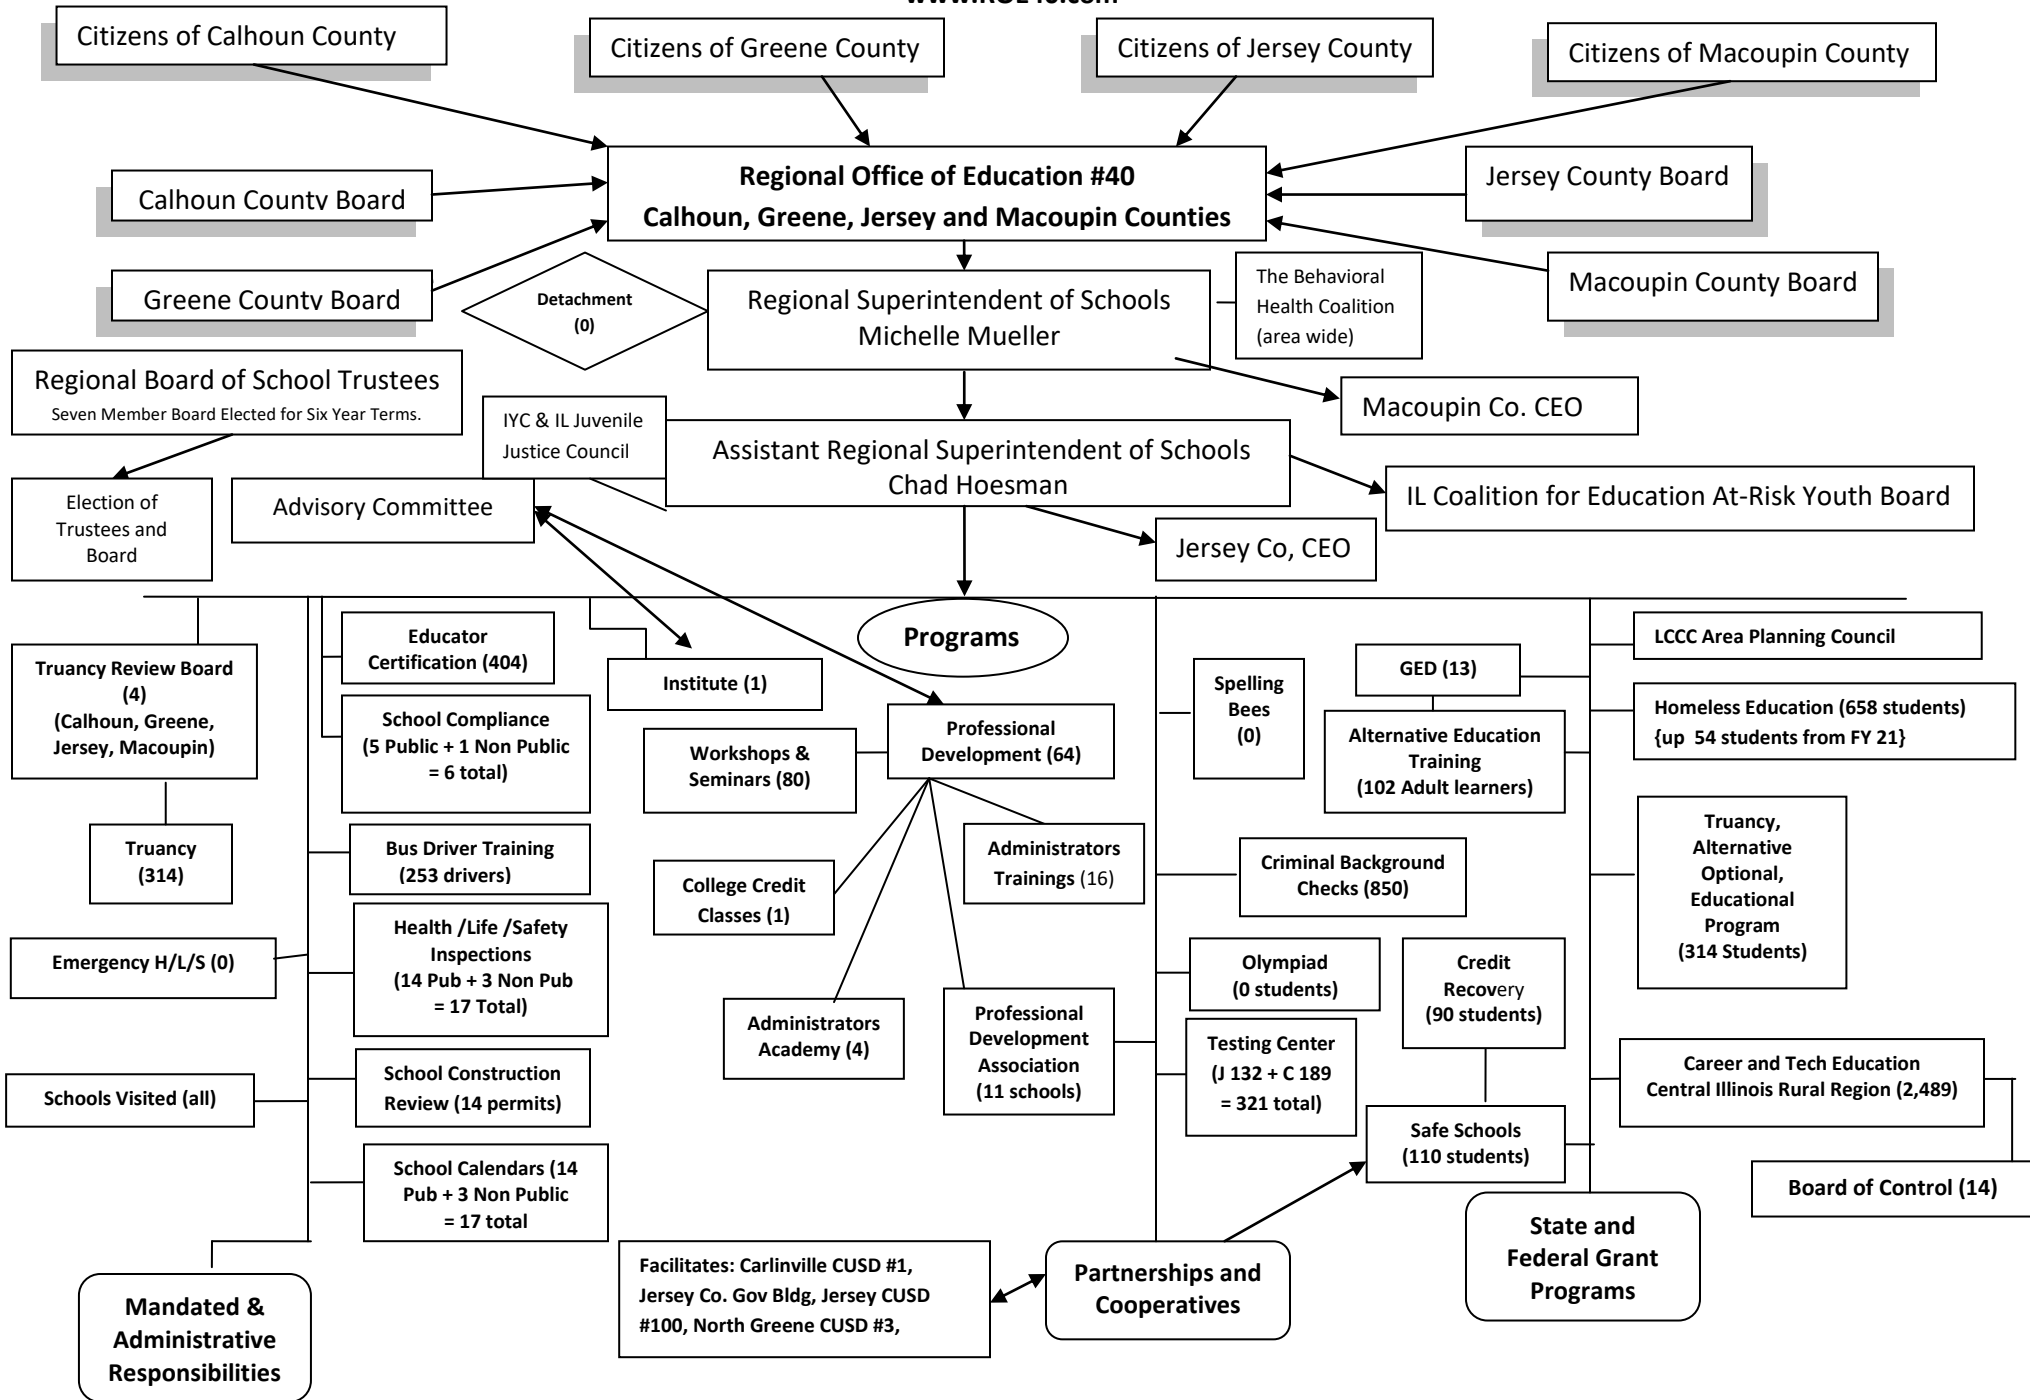 www.ROE40.com
Citizens of Calhoun County
Citizens of Greene County
Citizens of Jersey County
Citizens of Macoupin County
Regional Office of Education #40
Calhoun, Greene, Jersey and Macoupin Counties
Calhoun County Board
Jersey County Board
Greene County Board
Macoupin County Board
Detachment
(0)
Regional Superintendent of Schools
Michelle Mueller
The Behavioral
Health Coalition
(area wide)
Regional Board of School Trustees
Seven Member Board Elected for Six Year Terms.
Macoupin Co. CEO
IYC & IL Juvenile
Justice Council
Assistant Regional Superintendent of Schools
Chad Hoesman
Election of
Trustees and
Board
Advisory Committee
IL Coalition for Education At-Risk Youth Board
Jersey Co, CEO
Programs
Truancy Review Board
(4)
(Calhoun, Greene,
Jersey, Macoupin)
Truancy
(314)
Emergency H/L/S (0)
Schools Visited (all)
Educator
Certification (404)
School Compliance
(5 Public + 1 Non Public
= 6 total)
Bus Driver Training
(253 drivers)
Health /Life /Safety
Inspections
(14 Pub + 3 Non Pub
= 17 Total)
School Construction
Review (14 permits)
School Calendars (14
Pub + 3 Non Public
= 17 total
Mandated &
Administrative
Responsibilities
Institute (1)
Professional
Development (64)
Workshops &
Seminars (80)
College Credit
Classes (1)
Administrators
Trainings (16)
Administrators
Academy (4)
Professional
Development
Association
(11 schools)
Spelling
Bees
(0)
Criminal Background
Checks (850)
Olympiad
(0 students)
Testing Center
(J 132 + C 189
= 321 total)
Facilitates: Carlinville CUSD #1,
Jersey Co. Gov Bldg, Jersey CUSD
#100, North Greene CUSD #3,
Partnerships and
Cooperatives
GED (13)
Alternative Education
Training
(102 Adult learners)
Credit
Recovery
(90 students)
Safe Schools
(110 students)
LCCC Area Planning Council
Homeless Education (658 students)
{up 54 students from FY 21}
Truancy,
Alternative
Optional,
Educational
Program
(314 Students)
Career and Tech Education
Central Illinois Rural Region (2,489)
Board of Control (14)
State and
Federal Grant
Programs